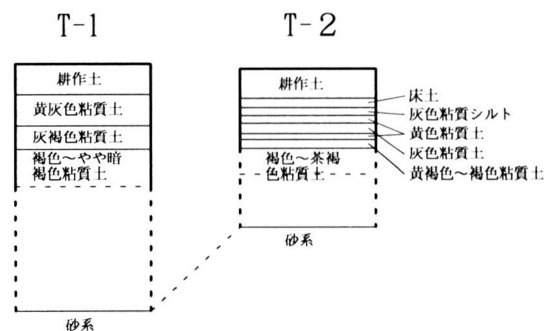 T-1
耕作土
黄灰色粘質土
灰褐色粘質土
褐色～やや暗
褐色粘質土
砂系
T-2
耕作土
褐色～茶褐
色粘質土
砂系
床土
灰色粘質シルト
黄色粘質土
灰色粘質土
黄褐色～褐色粘質土